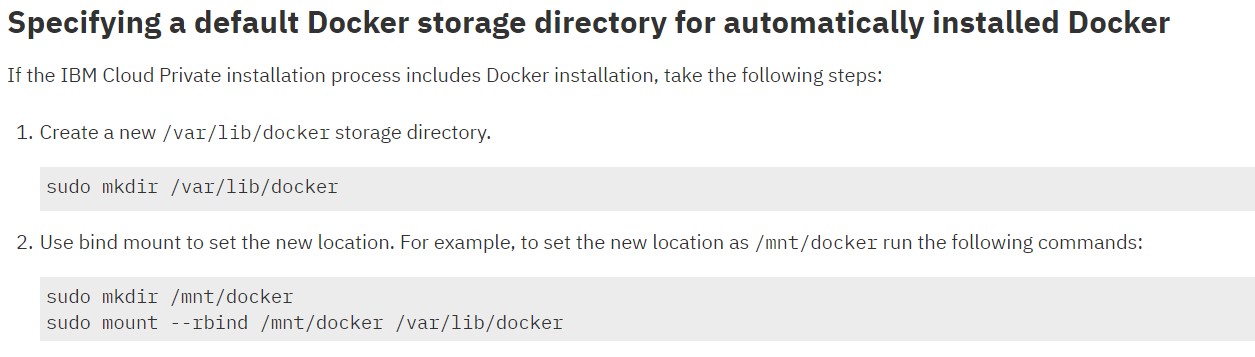 Specifying a default Docker storage directory for automatically installed Docker
If the IBM Cloud Private installation process includes Docker installation, take the following steps:
1. Create a new /var/lib/docker storage directory.
sudo mkdir /var/lib/docker
2. Use bind mount to set the new location. For example, to set the new location as /mnt/docker run the following commands:
sudo mkdir /mnt/docker
sudo mount --rbind /mnt/docker /var/lib/docker